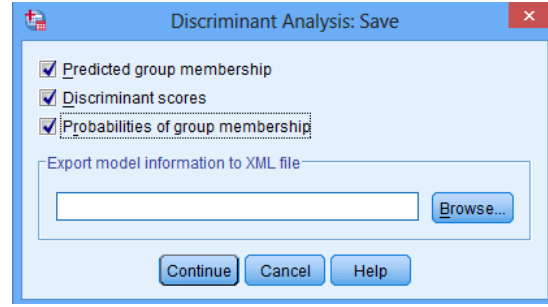 Discriminant Analysis: Save
Predicted group membership
Discriminant scores
Probabilities of group membership
Export model information to XML file
Browse...
Continue Cancel Help